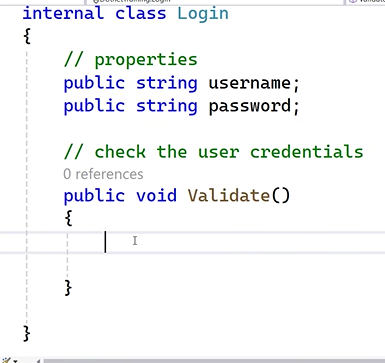 internal class Login
{
// properties
public string username;
public string password;
// check the user credentials
0 references
public void Validate()
{
}
}